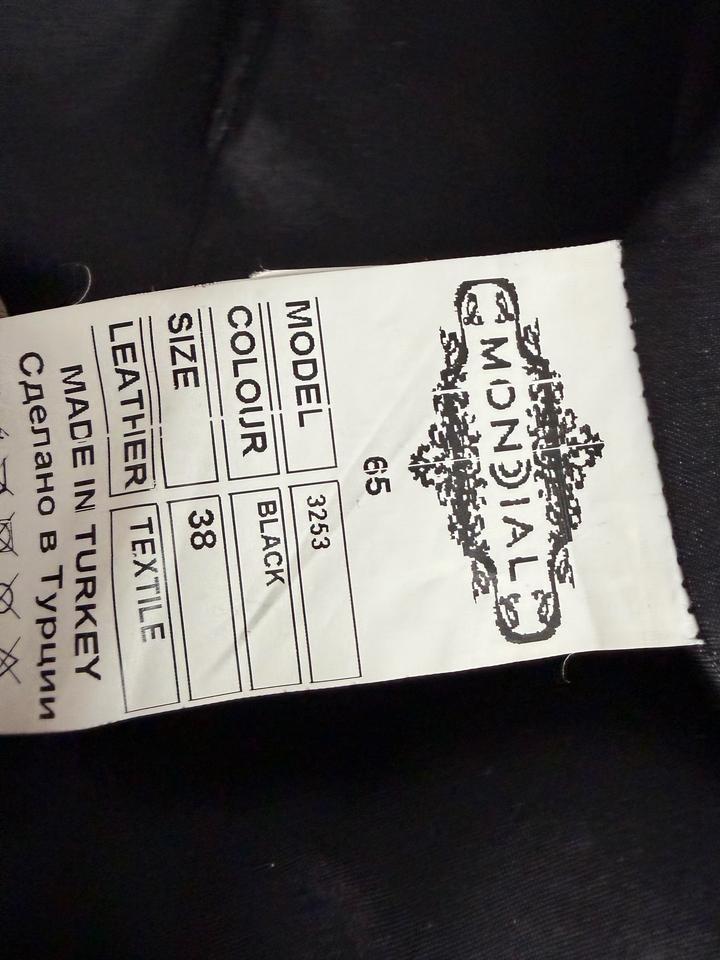 MONDIAL
65
MODEL 3253
COLOUR BLACK
SIZE 38
LEATHER TEXTILE
MADE IN TURKEY
Сделано в Турции